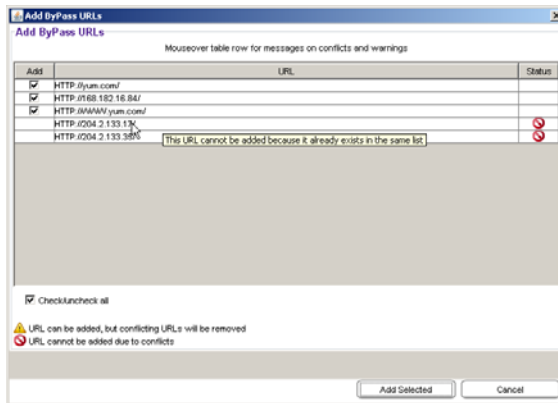 Add ByPass URLs
Add ByPass URLs
Mouseover table row for messages on conflicts and warnings
Add URL Status
HTTP://yum.com/
HTTP://168.182.16.84/
HTTP://WWW.yum.com/
HTTP://204.2.133.17/
HTTP://204.2.133.35/
This URL cannot be added because it already exists in the same list
Check/uncheck all
URL can be added, but conflicting URLs will be removed
URL cannot be added due to conflicts
Add Selected Cancel